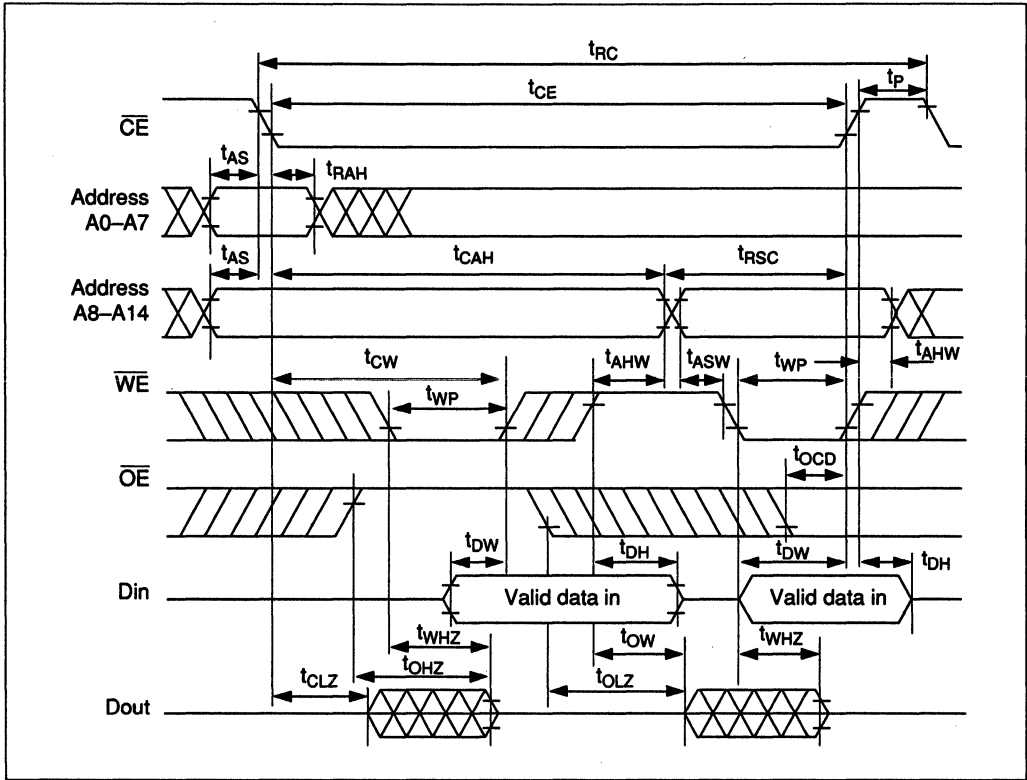 tRC
tP
tCE
CE
tAS
tRAH
Address
A0–A7
tAS
tCAH
tRSC
Address
A8–A14
tCW
tAHW
tASW
tWP
tAHW
WE
tWP
OE
tOCD
tDW
tDH
tDW
tDH
Din
Valid data in
Valid data in
tWHZ
tOW
tWHZ
tOHZ
tOLZ
tCLZ
Dout